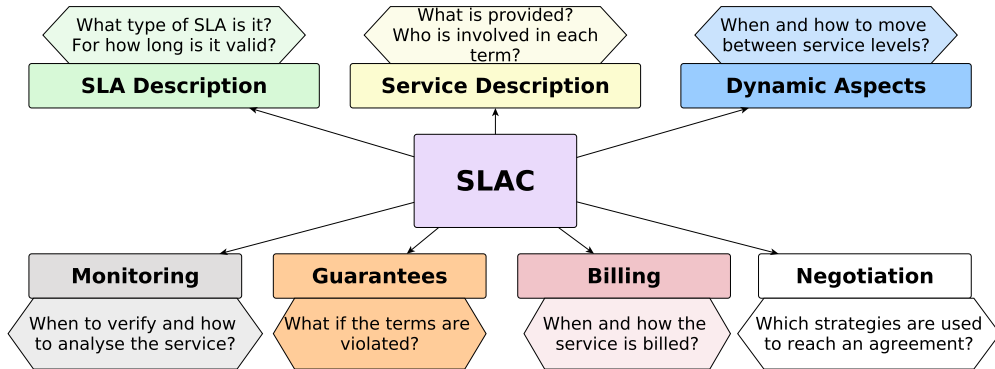 What type of SLA is it?
For how long is it valid?
SLA Description
What is provided?
Who is involved in each
term?
Service Description
When and how to move
between service levels?
Dynamic Aspects
SLAC
Monitoring
When to verify and how
to analyse the service?
Guarantees
What if the terms are
violated?
Billing
When and how the
service is billed?
Negotiation
Which strategies are used
to reach an agreement?